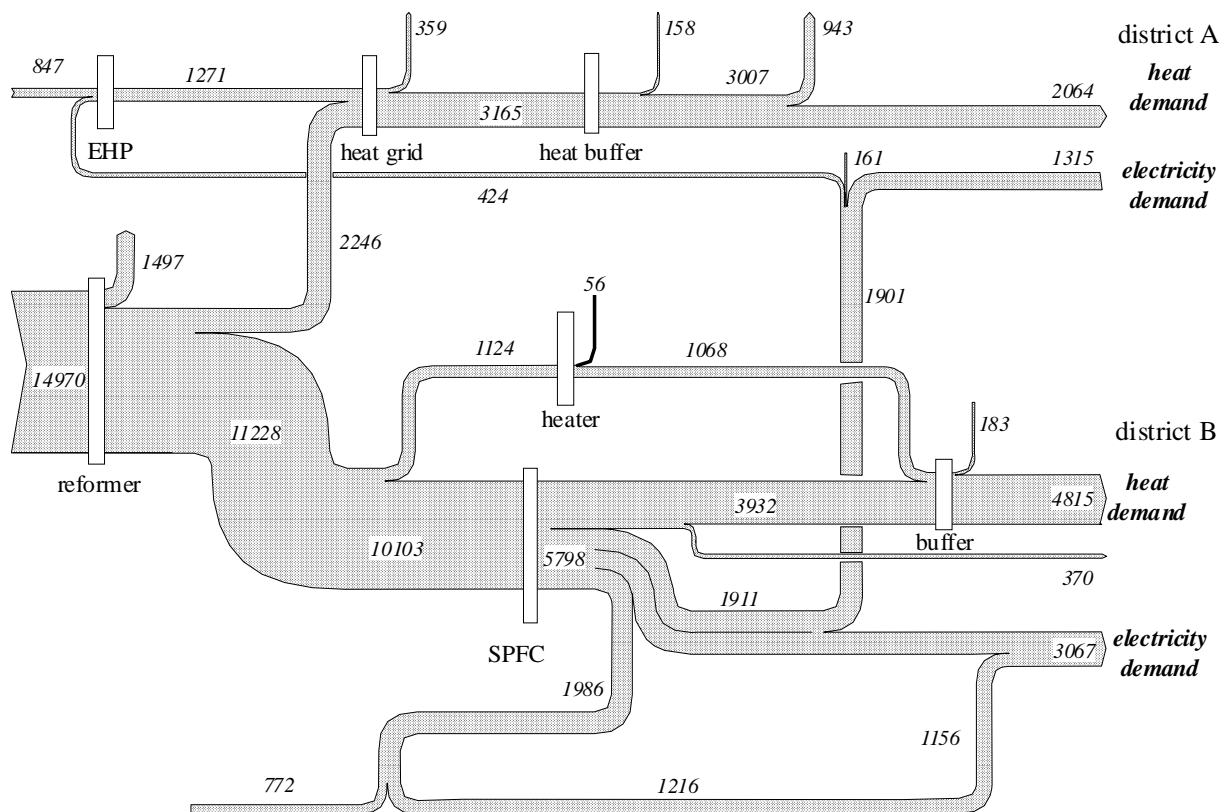 359
158
943
district A
847
1271
3007
heat
demand
2064
3165
EHP
heat grid
heat buffer
161
1315
424
electricity
demand
2246
1497
1901
56
1124
1068
14970
heater
183
11228
district B
reformer
heat
demand
3932
4815
buffer
10103
5798
370
1911
SPFC
electricity
demand
3067
1986
1156
772
1216